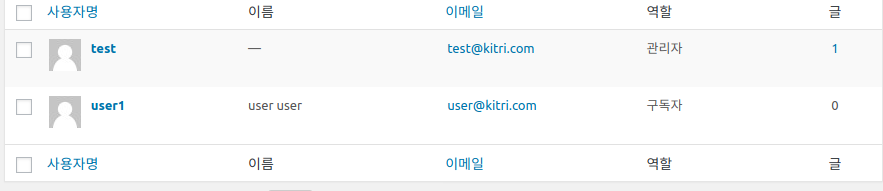 사용자명 이름 이메일 역할 글
test — test@kitri.com 관리자 1
user1 user user user@kitri.com 구독자 0
사용자명 이름 이메일 역할 글